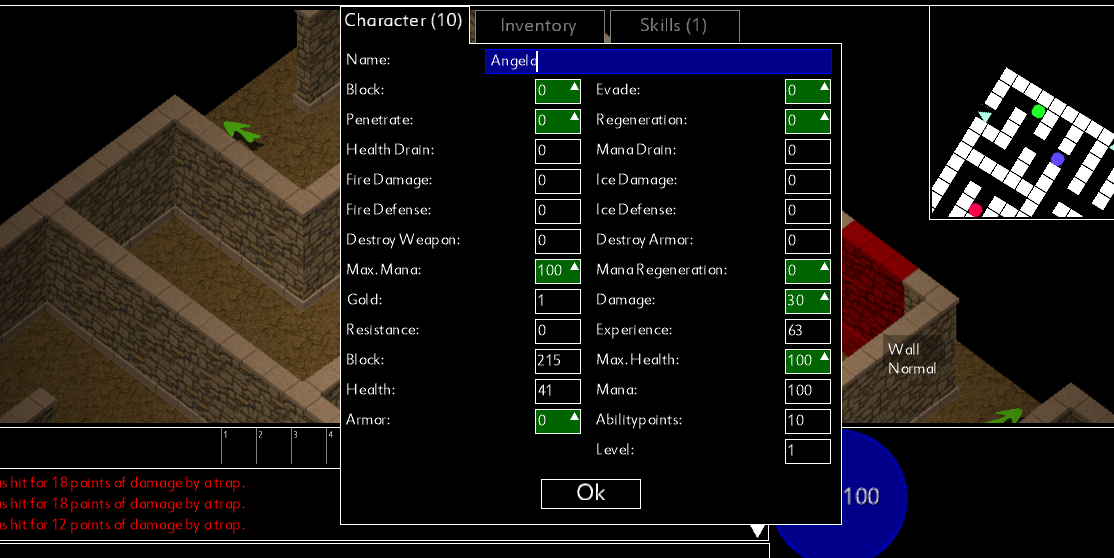 Character (10) Inventory Skills (1)
Name: Angela
Block: 0 Evade: 0
Penetrate: 0 Regeneration: 0
Health Drain: 0 Mana Drain: 0
Fire Damage: 0 Ice Damage: 0
Fire Defense: 0 Ice Defense: 0
Destroy Weapon: 0 Destroy Armor: 0
Max. Mana: 100 Mana Regeneration: 0
Gold: 1 Damage: 30
Resistance: 0 Experience: 63
Block: 215 Max. Health: 100
Health: 41 Mana: 100
Armor: 0 Abilitypoints: 10
Level: 1
Ok
Wall
Normal
1 2 3 4
s hit for 18 points of damage by a trap.
s hit for 18 points of damage by a trap.
s hit for 12 points of damage by a trap.
100